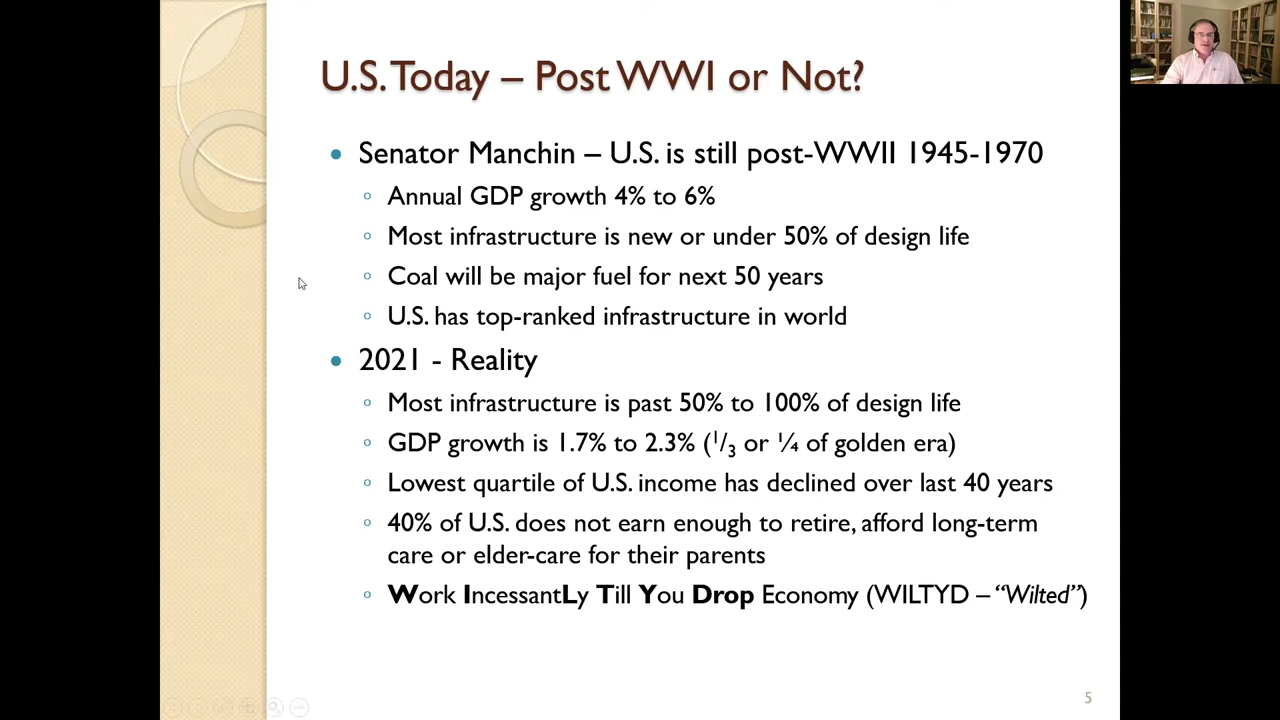 U.S. Today – Post WWI or Not?
• Senator Manchin – U.S. is still post-WWII 1945-1970
◦ Annual GDP growth 4% to 6%
◦ Most infrastructure is new or under 50% of design life
◦ Coal will be major fuel for next 50 years
◦ U.S. has top-ranked infrastructure in world
• 2021 - Reality
◦ Most infrastructure is past 50% to 100% of design life
◦ GDP growth is 1.7% to 2.3% (1/3 or ¼ of golden era)
◦ Lowest quartile of U.S. income has declined over last 40 years
◦ 40% of U.S. does not earn enough to retire, afford long-term
care or elder-care for their parents
◦ Work IncessantLy Till You Drop Economy (WILTYD – “Wilted”)
5